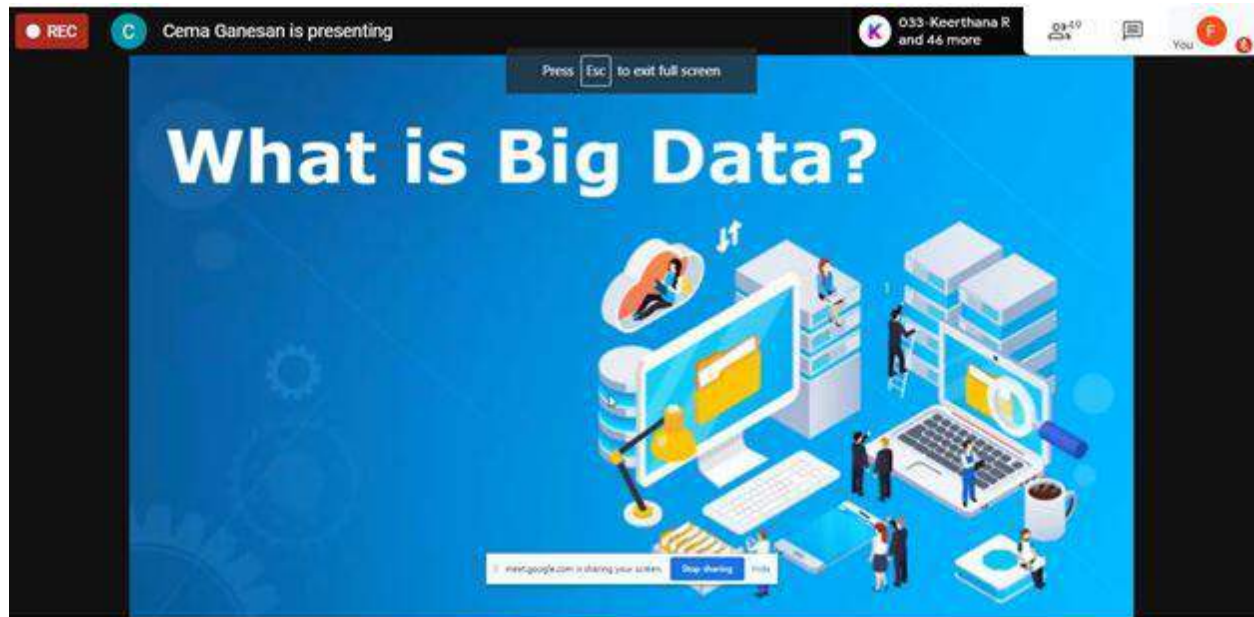 REC
C
Cema Ganesan is presenting
K
033-Keerthana R
and 46 more
You
F
Press Esc to exit full screen
What is Big Data?
meet.google.com is sharing your screen.
Stop sharing
Hide